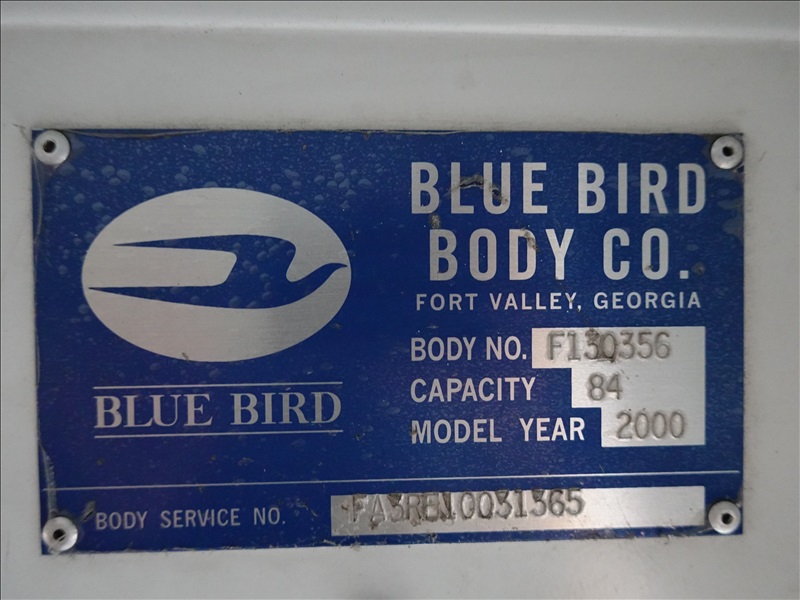 BLUE BIRD
BODY CO.
FORT VALLEY, GEORGIA
BODY NO. F130356
CAPACITY 84
MODEL YEAR 2000
BLUE BIRD
BODY SERVICE NO. FA3RB10031365